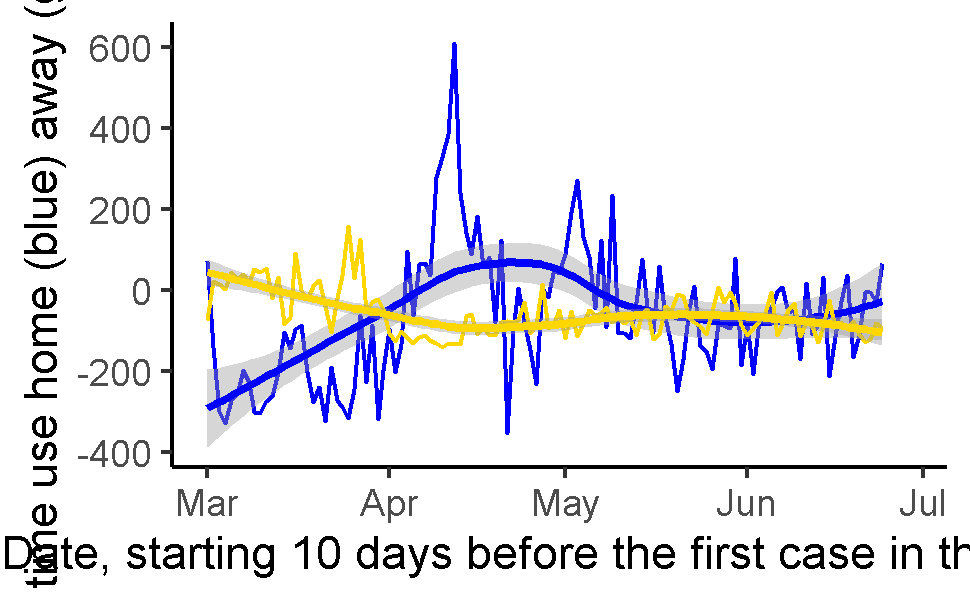 time use home (blue) away (
600
400
200
0
-200
-400
Mar Apr May Jun Jul
Date, starting 10 days before the first case in th